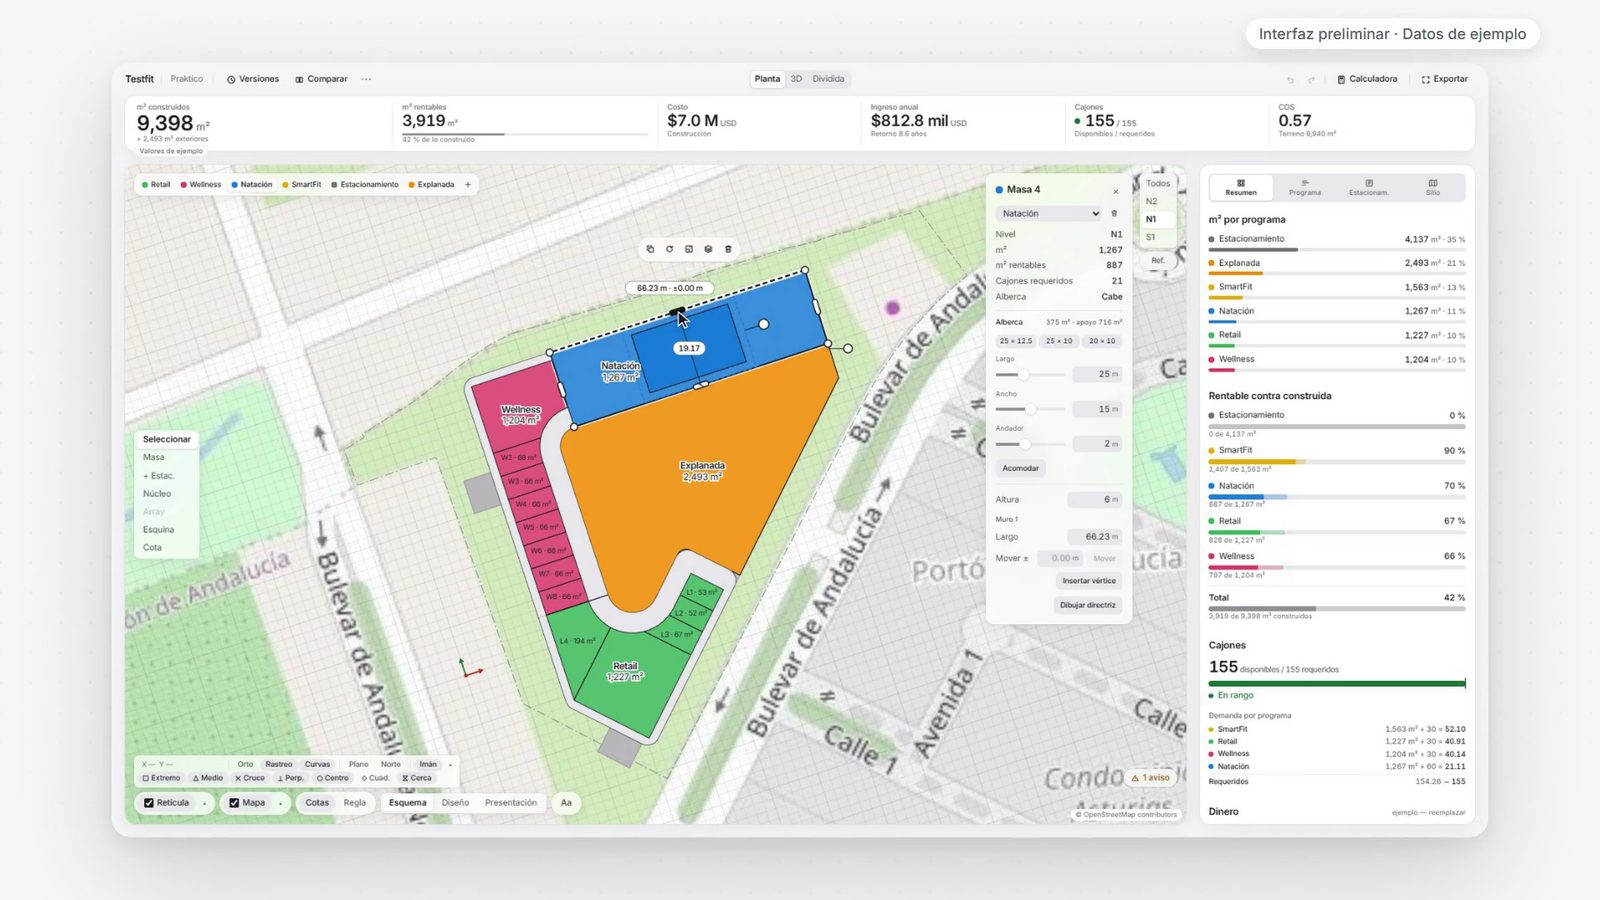 Interfaz preliminar · Datos de ejemplo
Testfit
Praktico
Versiones
Comparar
Planta
3D
Dividida
Calculadora
Exportar
m² construidos
9,398 m²
+ 2,493 m² exteriores
Valores de ejemplo
m² rentables
3,919 m²
42 % de lo construido
Costo
$7.0 M USD
Construcción
Ingreso anual
$812.8 mil USD
Retorno 8.6 años
Cajones
155 / 155
Disponibles / requeridos
COS
0.57
Terreno 9,940 m²
Retail
Wellness
Natación
SmartFit
Estacionamiento
Explanada
+
66.23 m · ±0.00 m
19.17
Natación
1,267 m²
Wellness
1,204 m²
W2 · 68 m²
W3 · 66 m²
W4 · 66 m²
W5 · 66 m²
W6 · 66 m²
W7 · 66 m²
W8 · 66 m²
Explanada
2,493 m²
L1 · 53 m²
L2 · 52 m²
L3 · 67 m²
L4 · 194 m²
Retail
1,227 m²
Bulevar de Andalucía
Bulevar de Andalucía
Bulevar de Andalu
ón de Andalucía
Portó
ucía
Ca
Avenida 1
Calle 1
Calle
Condo
Asturias
Seleccionar
Masa
+ Estac.
Núcleo
Array
Esquina
Cota
Masa 4
×
Natación
Nivel N1
m² 1,267
m² rentables 887
Cajones requeridos 21
Alberca Cabe
Alberca 375 m² · apoyo 716 m²
25 × 12.5
25 × 10
20 × 10
Largo
25 m
Ancho
15 m
Andador
2 m
Acomodar
Altura 6 m
Muro 1
Largo 66.23 m
Mover ± 0.00 m Mover
Insertar vértice
Dibujar directriz
Todos
N2
N1
S1
Ref.
X — Y —
Orto
Rastreo
Curvas
Plano
Norte
Imán
Extremo
Medio
Cruce
Perp.
Centro
Cuad.
Cerca
Retícula
Mapa
Cotas
Regla
Esquema
Diseño
Presentación
Aa
1 aviso
© OpenStreetMap contributors
Resumen
Programa
Estacionam.
Sitio
m² por programa
Estacionamiento 4,137 m² · 35 %
Explanada 2,493 m² · 21 %
SmartFit 1,563 m² · 13 %
Natación 1,267 m² · 11 %
Retail 1,227 m² · 10 %
Wellness 1,204 m² · 10 %
Rentable contra construida
Estacionamiento 0 %
0 de 4,137 m²
SmartFit 90 %
1,407 de 1,563 m²
Natación 70 %
887 de 1,267 m²
Retail 67 %
828 de 1,227 m²
Wellness 66 %
797 de 1,204 m²
Total 42 %
3,919 de 9,398 m² construidos
Cajones
155 disponibles / 155 requeridos
En rango
Demanda por programa
SmartFit 1,563 m² ÷ 30 = 52.10
Retail 1,227 m² ÷ 30 = 40.91
Wellness 1,204 m² ÷ 30 = 40.14
Natación 1,267 m² ÷ 60 = 21.11
Requeridos 154.26 → 155
Dinero ejemplo — reemplazar